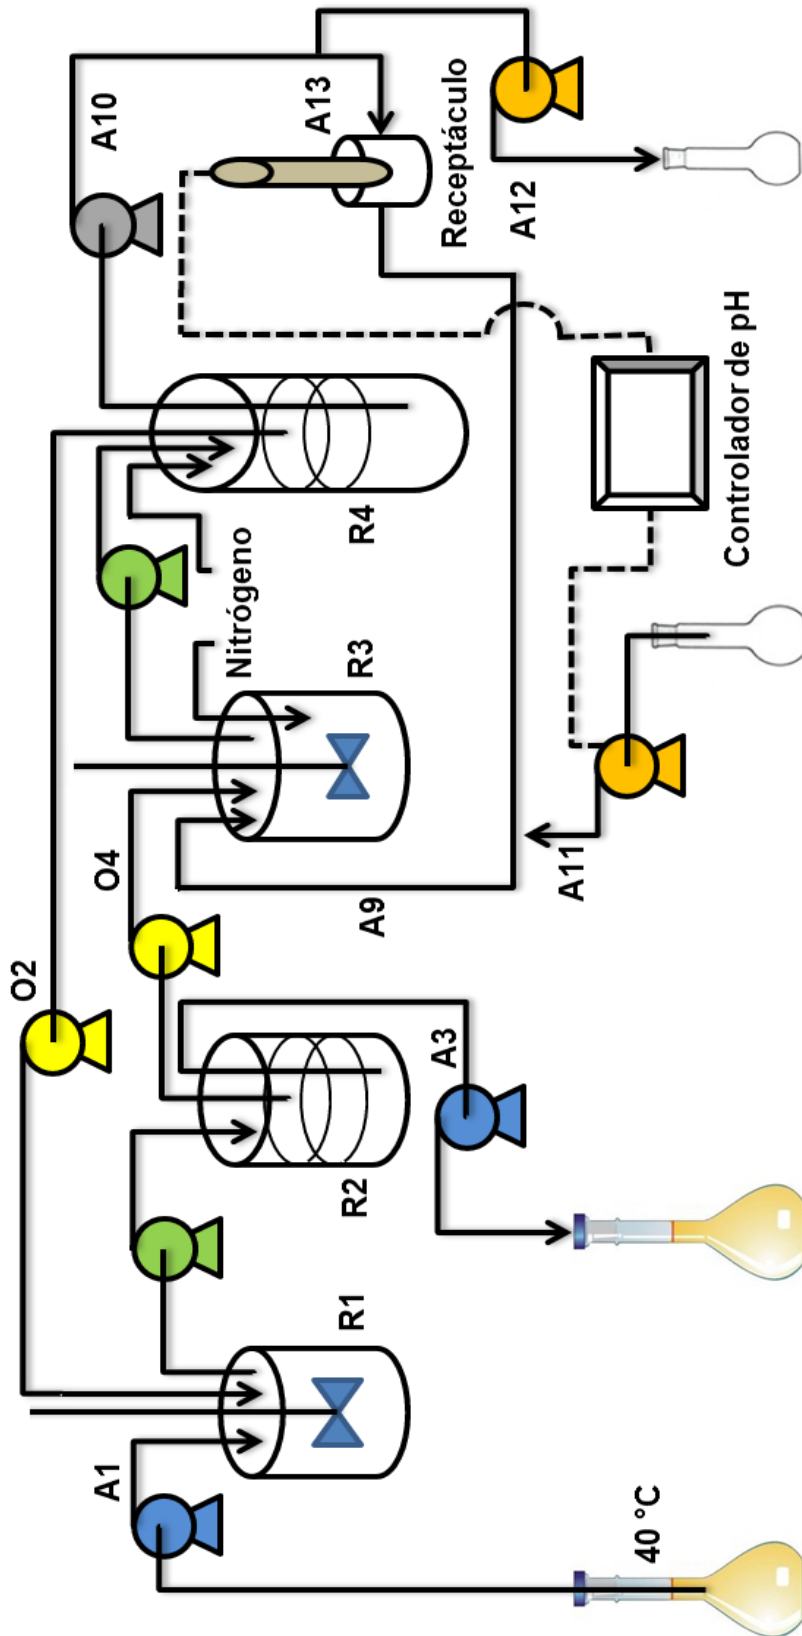 O2
A10
A1
O4
A13
Nitrógeno
Receptáculo
R1
R2
R3
R4
A9
A3
A12
A11
40 °C
Controlador de pH